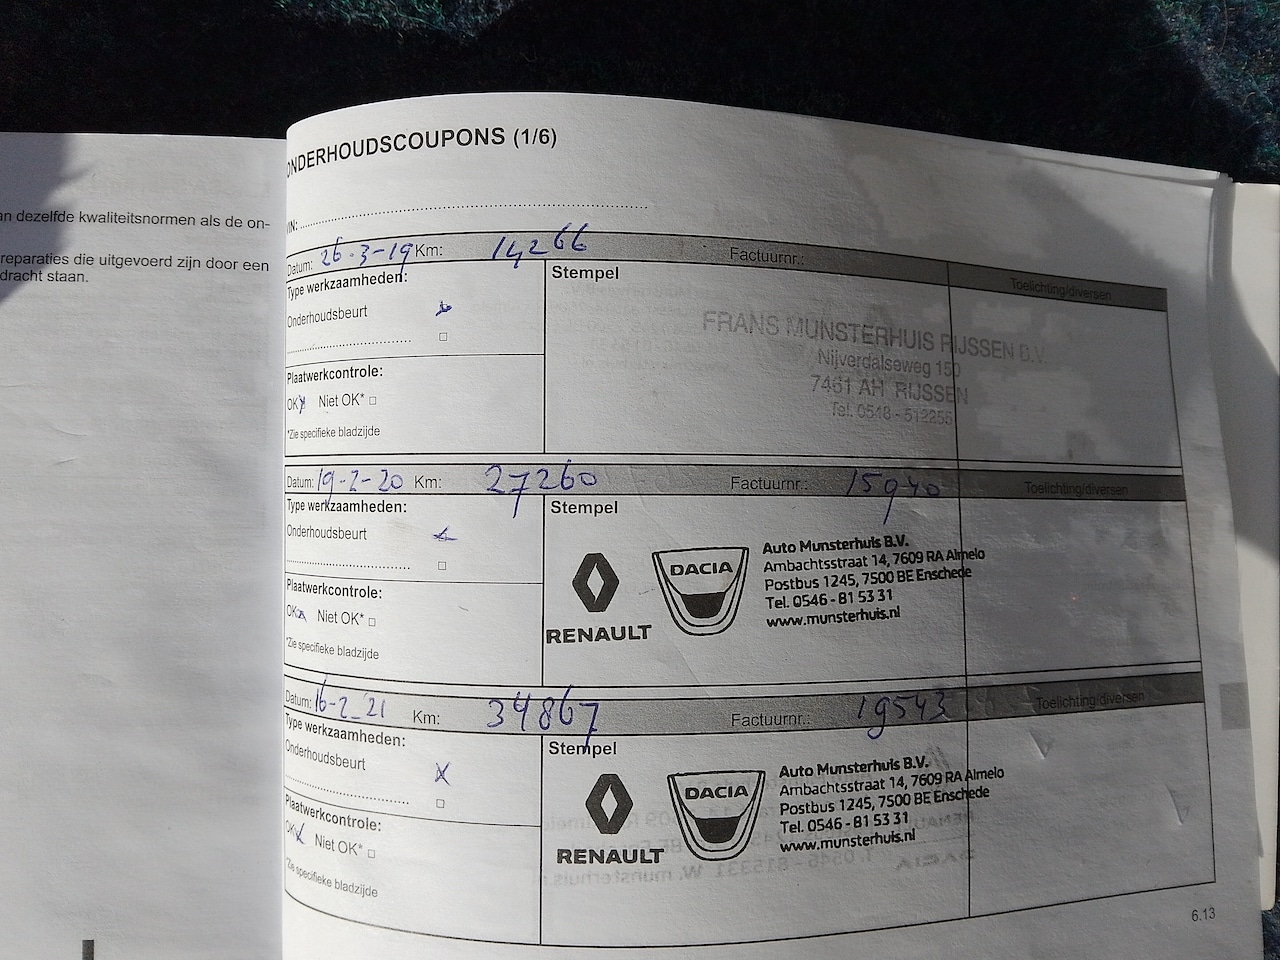 an dezelfde kwaliteitsnormen als de on-
reparaties die uitgevoerd zijn door een
dracht staan.
ONDERHOUDSCOUPONS (1/6)
VIN:
Datum: 26-3-19 Km: 14266 Factuurnr.:
Type werkzaamheden:
Stempel
Toelichting/diversen
Onderhoudsbeurt
Plaatwerkcontrole:
OK Niet OK*
*Zie specifieke bladzijde
FRANS MUNSTERHUIS RIJSSEN B.V.
Nijverdalseweg 150
7461 AH RIJSSEN
Tel. 0548 - 512255
Datum: 19-2-20 Km: 27260 Factuurnr.: 15940
Toelichting/diversen
Type werkzaamheden:
Stempel
Onderhoudsbeurt
Plaatwerkcontrole:
OK Niet OK*
*Zie specifieke bladzijde
RENAULT
DACIA
Auto Munsterhuis B.V.
Ambachtsstraat 14, 7609 RA Almelo
Postbus 1245, 7500 BE Enschede
Tel. 0546 - 81 53 31
www.munsterhuis.nl
Datum: 16-2-21 Km: 34867 Factuurnr.: 19543
Toelichting/diversen
Type werkzaamheden:
Stempel
Onderhoudsbeurt
Plaatwerkcontrole:
OK Niet OK*
*Zie specifieke bladzijde
RENAULT
DACIA
Auto Munsterhuis B.V.
Ambachtsstraat 14, 7609 RA Almelo
Postbus 1245, 7500 BE Enschede
Tel. 0546 - 81 53 31
www.munsterhuis.nl
6.13